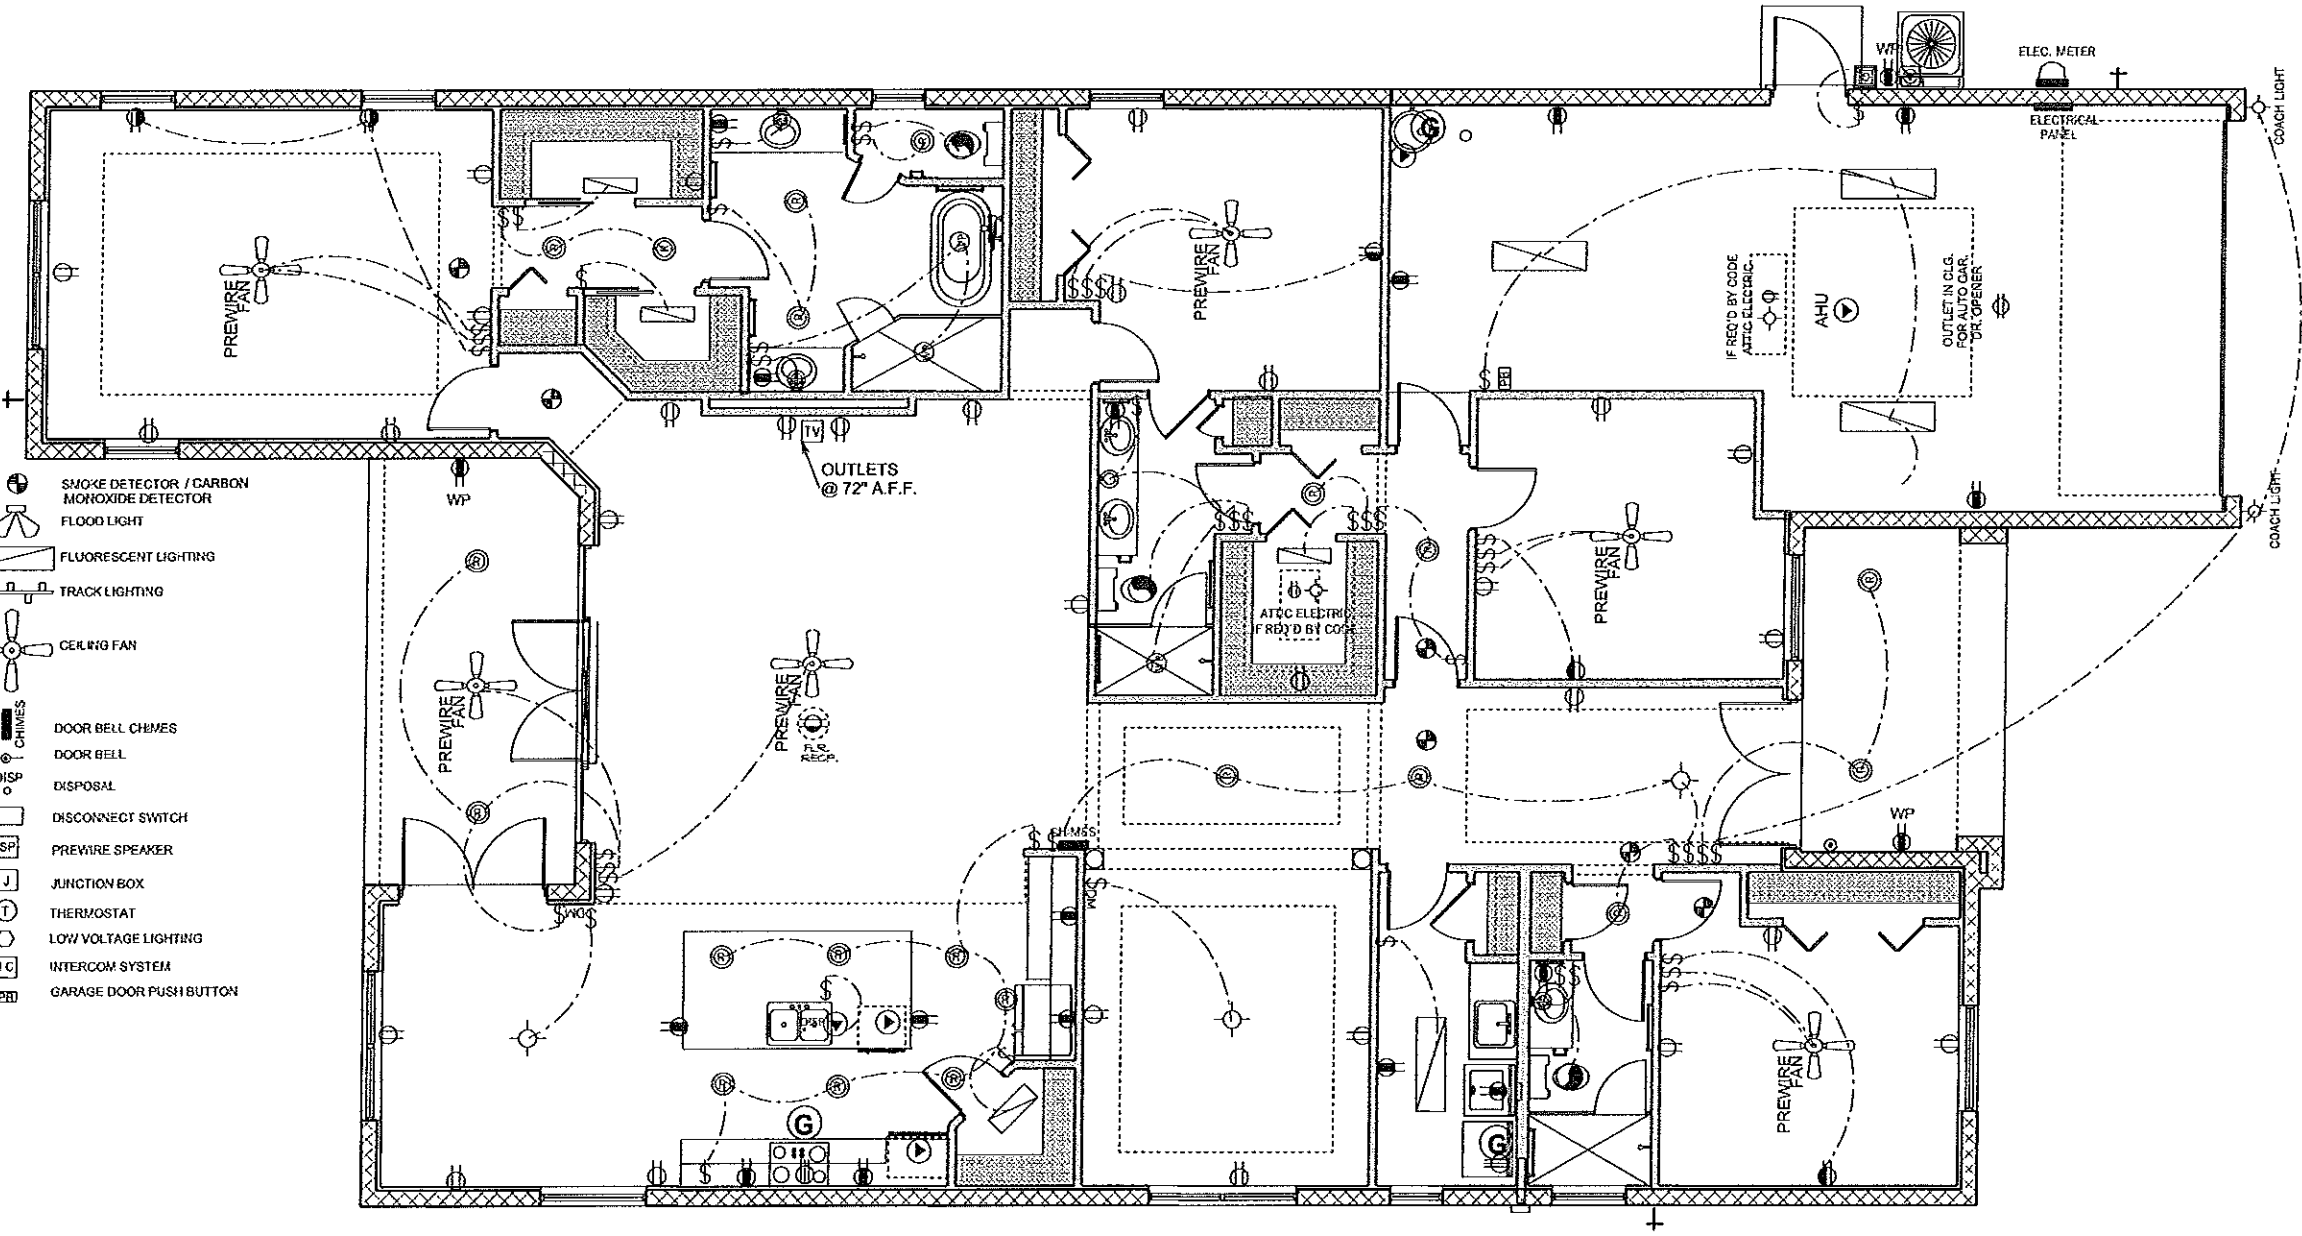 WP
ELEC. METER
COACH LIGHT
ELECTRICAL
PANEL
G
PREWIRE
FAN
PREWIRE
FAN
IF REQ'D BY CODE
ATTIC ELECTRIC
AHU
OUTLET IN CLG.
FOR AUTO GAR.
DR. OPENER
PB
TV
OUTLETS
@ 72" A.F.F.
WP
SMOKE DETECTOR / CARBON
MONOXIDE DETECTOR
FLOOD LIGHT
FLUORESCENT LIGHTING
TRACK LIGHTING
CEILING FAN
CHIMES
DOOR BELL CHIMES
DOOR BELL
DISP
DISPOSAL
DISCONNECT SWITCH
SP
PREWIRE SPEAKER
J
JUNCTION BOX
T
THERMOSTAT
LOW VOLTAGE LIGHTING
C
INTERCOM SYSTEM
PB
GARAGE DOOR PUSH BUTTON
COACH LIGHT
PREWIRE
FAN
PREWIRE
FAN
FLR.
RECP.
PREWIRE
FAN
ATTIC ELECTRIC
IF REQ'D BY CODE
WP
CHIMES
DM
DM
G
G
PREWIRE
FAN